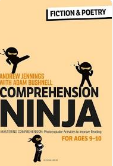 FICTION & POETRY
ANDREW JENNINGS
WITH ADAM BUSHNELL
COMPREHENSION
NINJA
FOR AGES 9–10